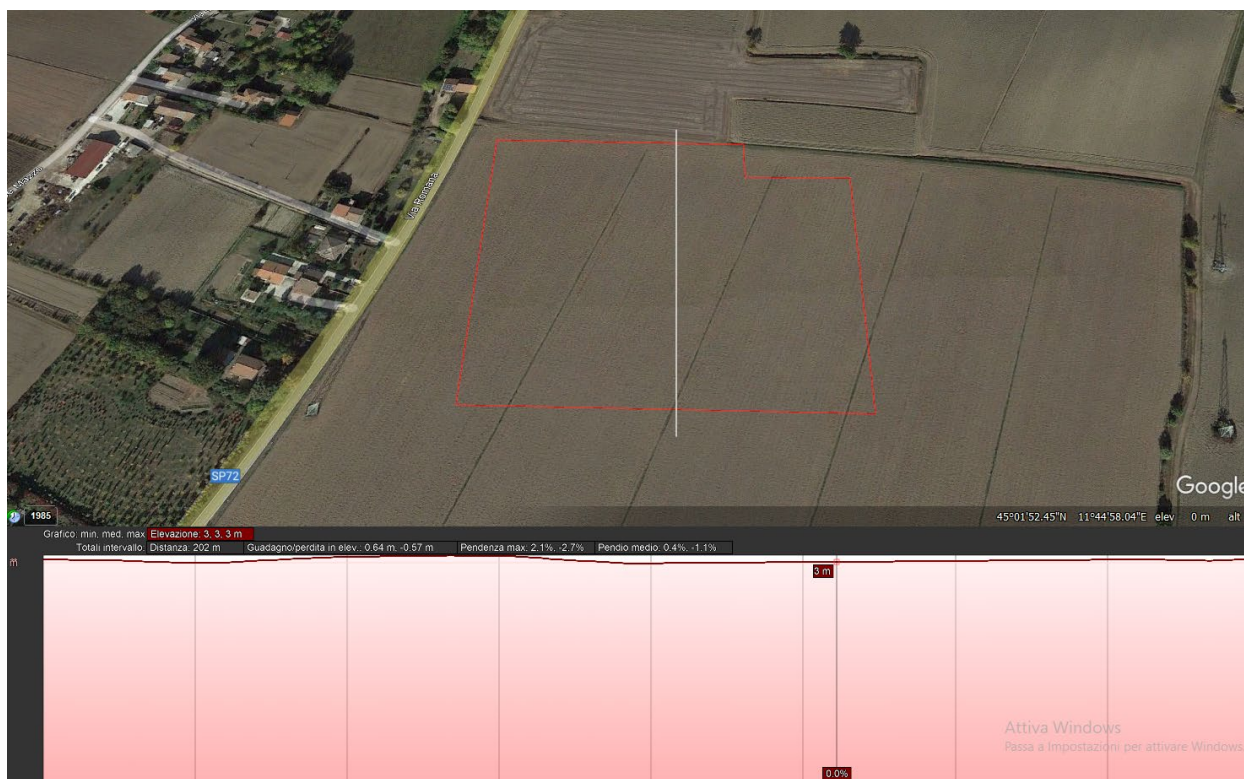 Via Romana
SP72
Google
1985
45°01'52.45"N 11°44'58.04"E elev 0 m alt
Grafico: min. med. max Elevazione: 3, 3, 3 m
Totali intervallo: Distanza: 202 m Guadagno/perdita in elev.: 0.64 m, -0.57 m Pendenza max: 2.1%, -2.7% Pendio medio: 0.4%, -1.1%
m
3 m
Attiva Windows
Passa a Impostazioni per attivare Windows.
0.0%